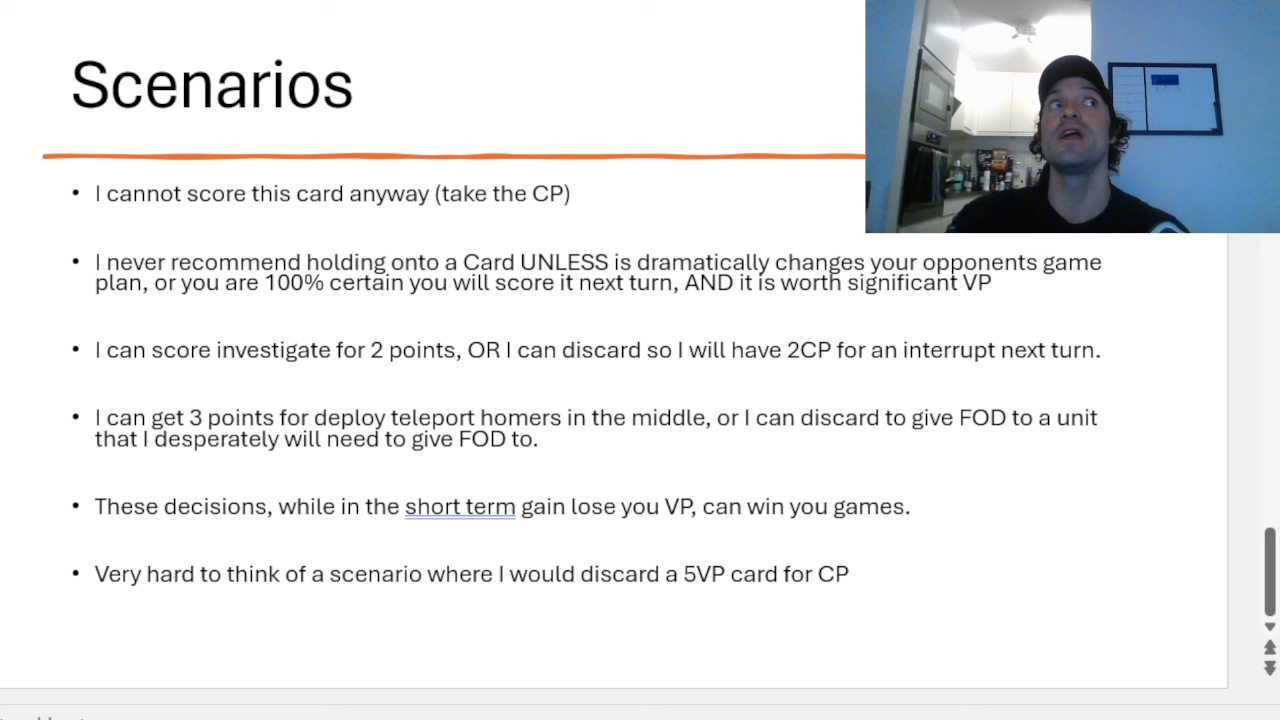 Scenarios
• I cannot score this card anyway (take the CP)
• I never recommend holding onto a Card UNLESS is dramatically changes your opponents game
plan, or you are 100% certain you will score it next turn, AND it is worth significant VP
• I can score investigate for 2 points, OR I can discard so I will have 2CP for an interrupt next turn.
• I can get 3 points for deploy teleport homers in the middle, or I can discard to give FOD to a unit
that I desperately will need to give FOD to.
• These decisions, while in the short term gain lose you VP, can win you games.
• Very hard to think of a scenario where I would discard a 5VP card for CP